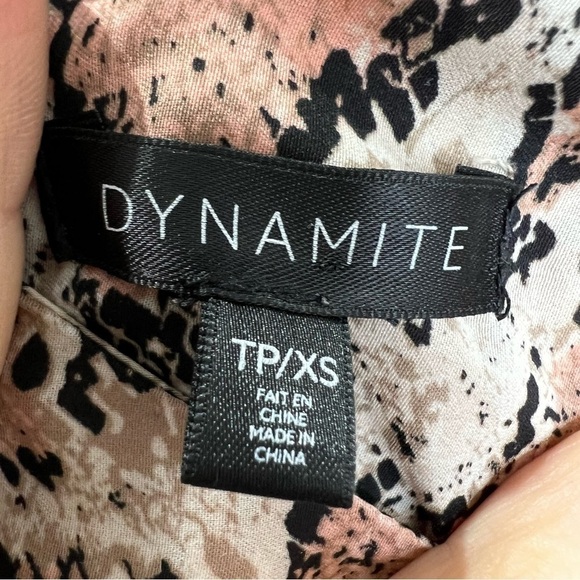 DYNAMITE
TP/XS
FAIT EN
CHINE
MADE IN
CHINA